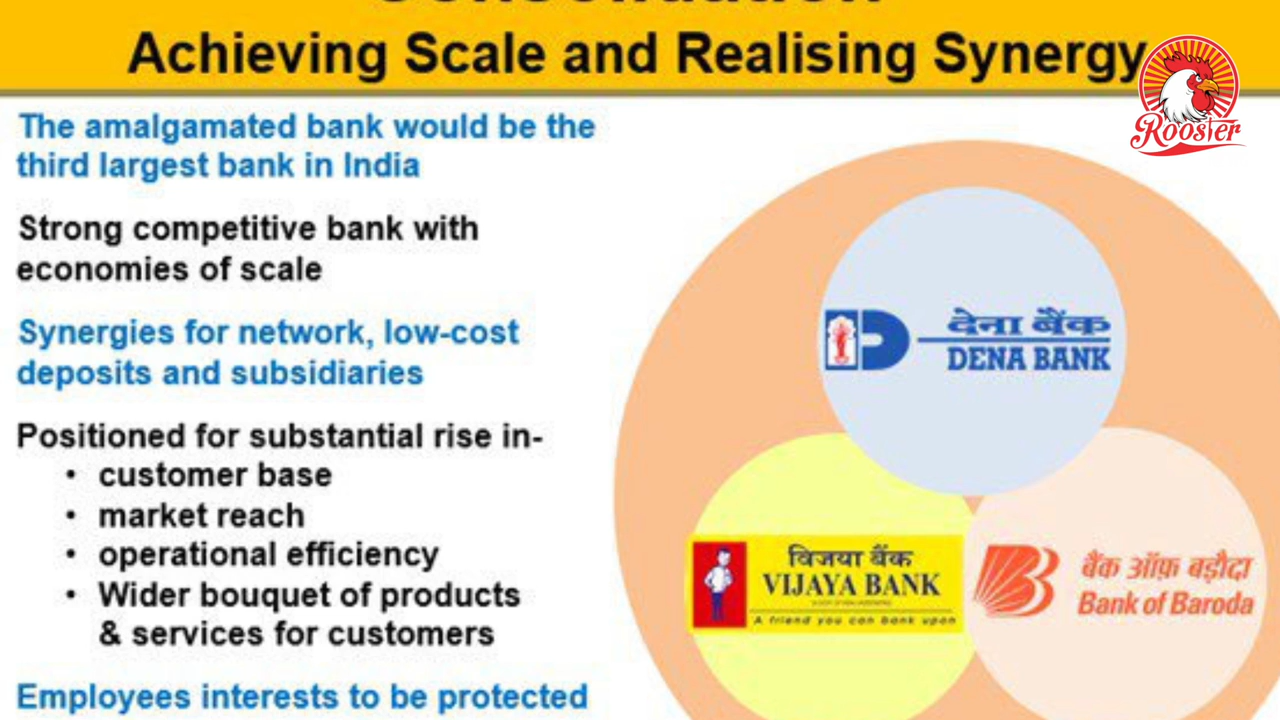 Consolidation
Achieving Scale and Realising Synergy
Rooster
The amalgamated bank would be the
third largest bank in India
Strong competitive bank with
economies of scale
Synergies for network, low-cost
deposits and subsidiaries
Positioned for substantial rise in-
• customer base
• market reach
• operational efficiency
• Wider bouquet of products
& services for customers
Employees interests to be protected
देना बैंक
DENA BANK
विजया बैंक
VIJAYA BANK
A friend you can bank upon
बैंक ऑफ़ बड़ौदा
Bank of Baroda